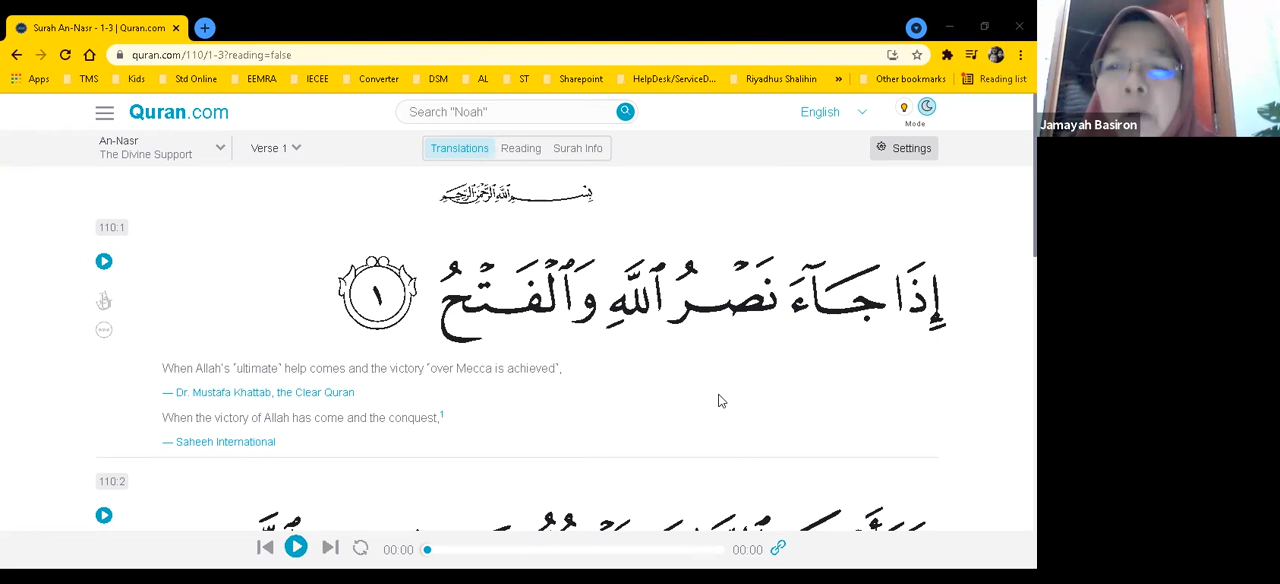 Surah An-Nasr - 1-3 | Quran.com
quran.com/110/1-3?reading=false
Apps TMS Kids Std Online EEMRA IECEE Converter DSM AL ST Sharepoint HelpDesk/ServiceD... Riyadhus Shalihin » Other bookmarks Reading list
Quran.com Search "Noah" English Mode
An-Nasr
The Divine Support
Verse 1
Translations Reading Surah Info
Settings
بِسْمِ اللَّهِ الرَّحْمَٰنِ الرَّحِيمِ
110:1
إِذَا جَآءَ نَصْرُ ٱللَّهِ وَٱلْفَتْحُ ١
When Allah's ˹ultimate˺ help comes and the victory ˹over Mecca is achieved˺,
— Dr. Mustafa Khattab, the Clear Quran
When the victory of Allah has come and the conquest,1
— Saheeh International
110:2
00:00 00:00
Jamayah Basiron